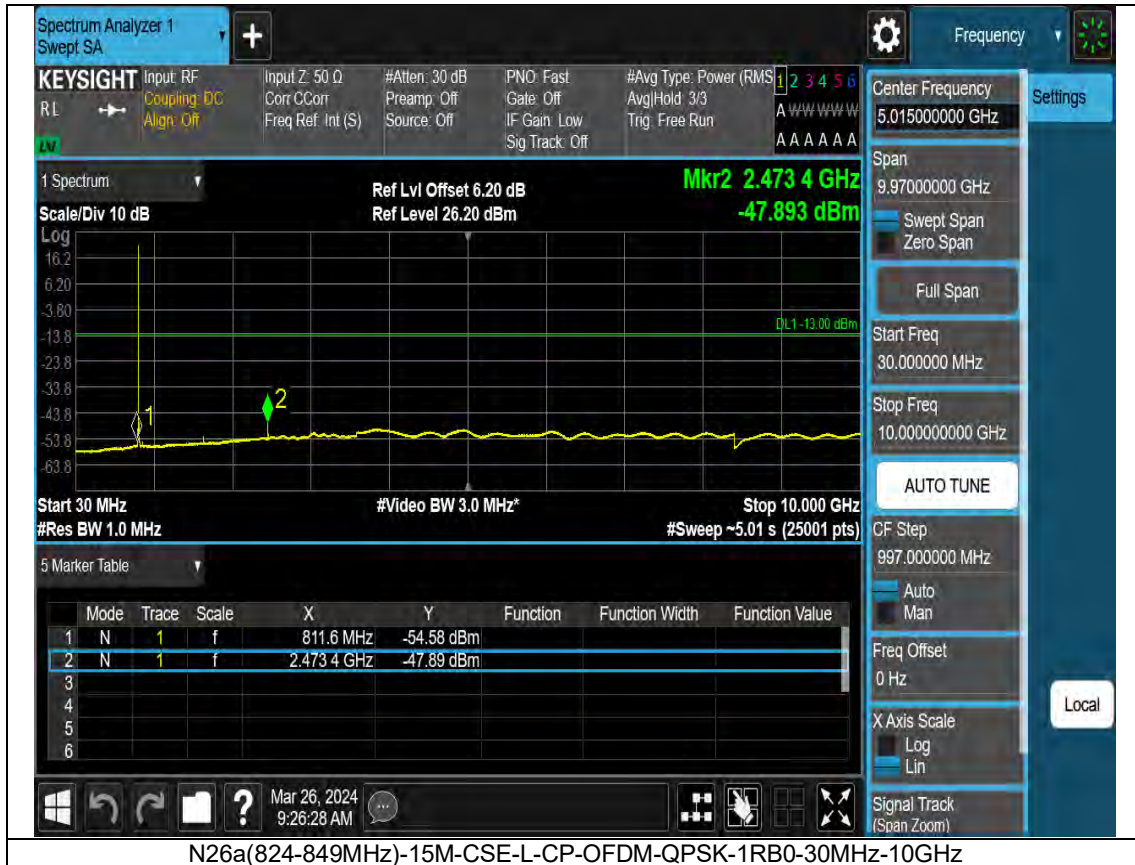 Spectrum Analyzer 1
Swept SA
+
Frequency
KEYSIGHT Input: RF Input Z: 50 Ω #Atten: 30 dB PNO: Fast #Avg Type: Power (RMS 1 2 3 4 5 6
RL Coupling: DC Corr CCorr Preamp: Off Gate: Off Avg|Hold: 3/3 A W W W W W
Align: Off Freq Ref: Int (S) Source: Off IF Gain: Low Trig: Free Run
Sig Track: Off A A A A A A
1 Spectrum
Ref Lvl Offset 6.20 dB
Mkr2 2.473 4 GHz
Scale/Div 10 dB
Ref Level 26.20 dBm
-47.893 dBm
Log
16.2
6.20
-3.80
-13.8
-23.8
-33.8
-43.8
-53.8
-63.8
DL1 -13.00 dBm
1
2
Start 30 MHz #Video BW 3.0 MHz* Stop 10.000 GHz
#Res BW 1.0 MHz #Sweep ~5.01 s (25001 pts)
5 Marker Table
Mode Trace Scale X Y Function Function Width Function Value
1 N 1 f 811.6 MHz -54.58 dBm
2 N 1 f 2.473 4 GHz -47.89 dBm
3
4
5
6
Center Frequency
5.015000000 GHz
Settings
Span
9.97000000 GHz
Swept Span
Zero Span
Full Span
Start Freq
30.000000 MHz
Stop Freq
10.000000000 GHz
AUTO TUNE
CF Step
997.000000 MHz
Auto
Man
Freq Offset
0 Hz
X Axis Scale
Log
Lin
Local
Signal Track
(Span Zoom)
?
Mar 26, 2024
9:26:28 AM
N26a(824-849MHz)-15M-CSE-L-CP-OFDM-QPSK-1RB0-30MHz-10GHz